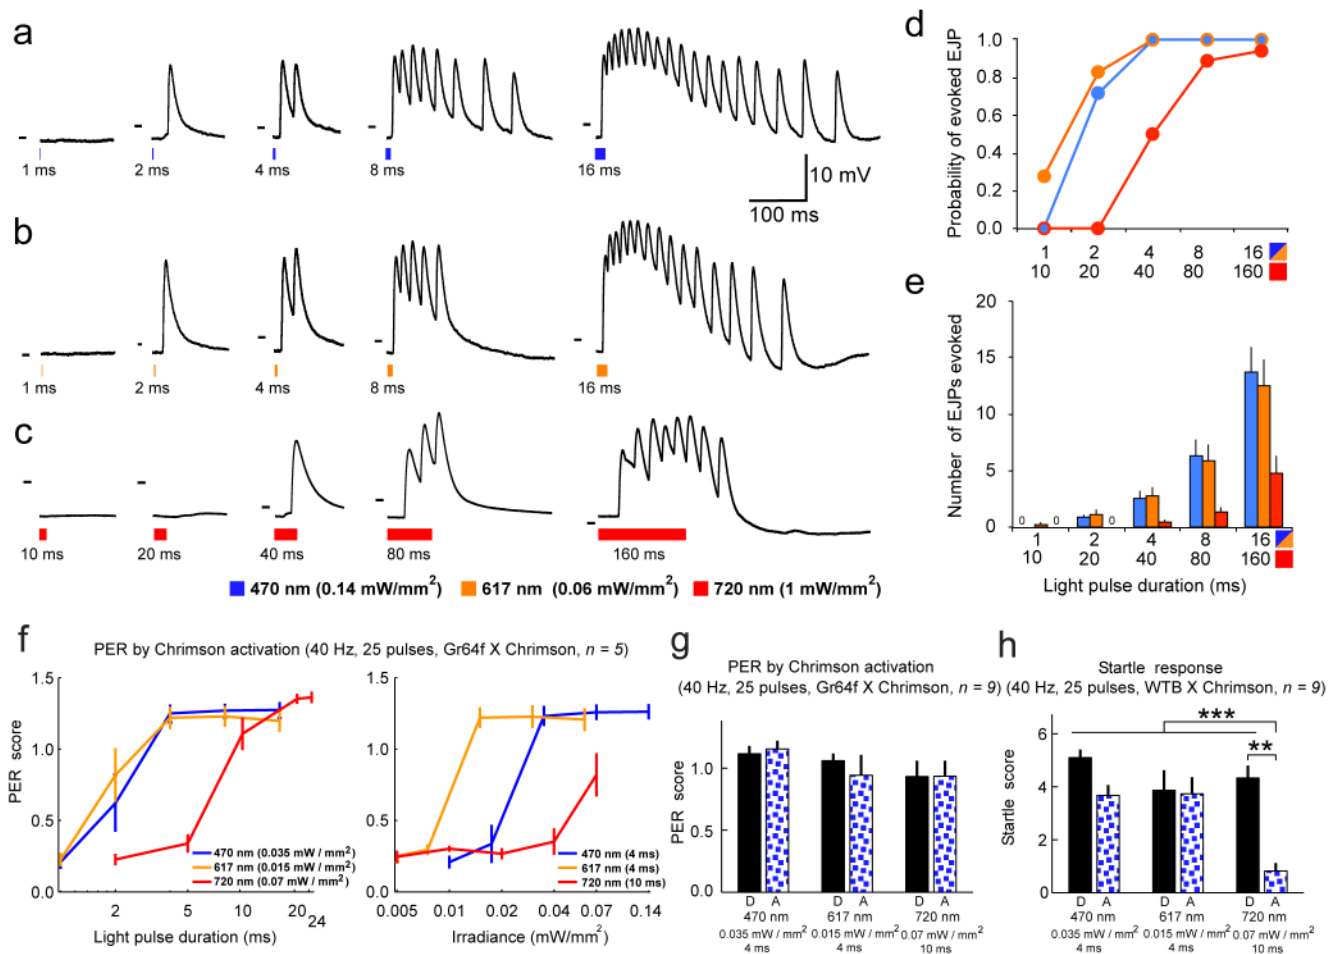 a
1 ms
2 ms
4 ms
8 ms
16 ms
10 mV
100 ms
b
1 ms
2 ms
4 ms
8 ms
16 ms
c
10 ms
20 ms
40 ms
80 ms
160 ms
470 nm (0.14 mW/mm²)
617 nm (0.06 mW/mm²)
720 nm (1 mW/mm²)
d
Probability of evoked EJP
1.0
0.8
0.6
0.4
0.2
0.0
1 2 4 8 16
10 20 40 80 160
e
Number of EJPs evoked
20
15
10
5
0
0 0 0
1 2 4 8 16
10 20 40 80 160
Light pulse duration (ms)
f
PER by Chrimson activation (40 Hz, 25 pulses, Gr64f X Chrimson, n = 5)
PER score
1.5
1.0
0.5
0.0
470 nm (0.035 mW / mm²)
617 nm (0.015 mW / mm²)
720 nm (0.07 mW / mm²)
2 5 10 20 24
Light pulse duration (ms)
1.5
1.0
0.5
0.0
470 nm (4 ms)
617 nm (4 ms)
720 nm (10 ms)
0.005 0.01 0.02 0.04 0.07 0.14
Irradiance (mW/mm²)
g
PER by Chrimson activation
(40 Hz, 25 pulses, Gr64f X Chrimson, n = 9)
PER score
1.0
0.5
0.0
D A D A D A
470 nm 617 nm 720 nm
0.035 mW / mm² 0.015 mW / mm² 0.07 mW / mm²
4 ms 4 ms 10 ms
h
Startle response
(40 Hz, 25 pulses, WTB X Chrimson, n = 9)
Startle score
6
4
2
0
***
**
D A D A D A
470 nm 617 nm 720 nm
0.035 mW / mm² 0.015 mW / mm² 0.07 mW / mm²
4 ms 4 ms 10 ms